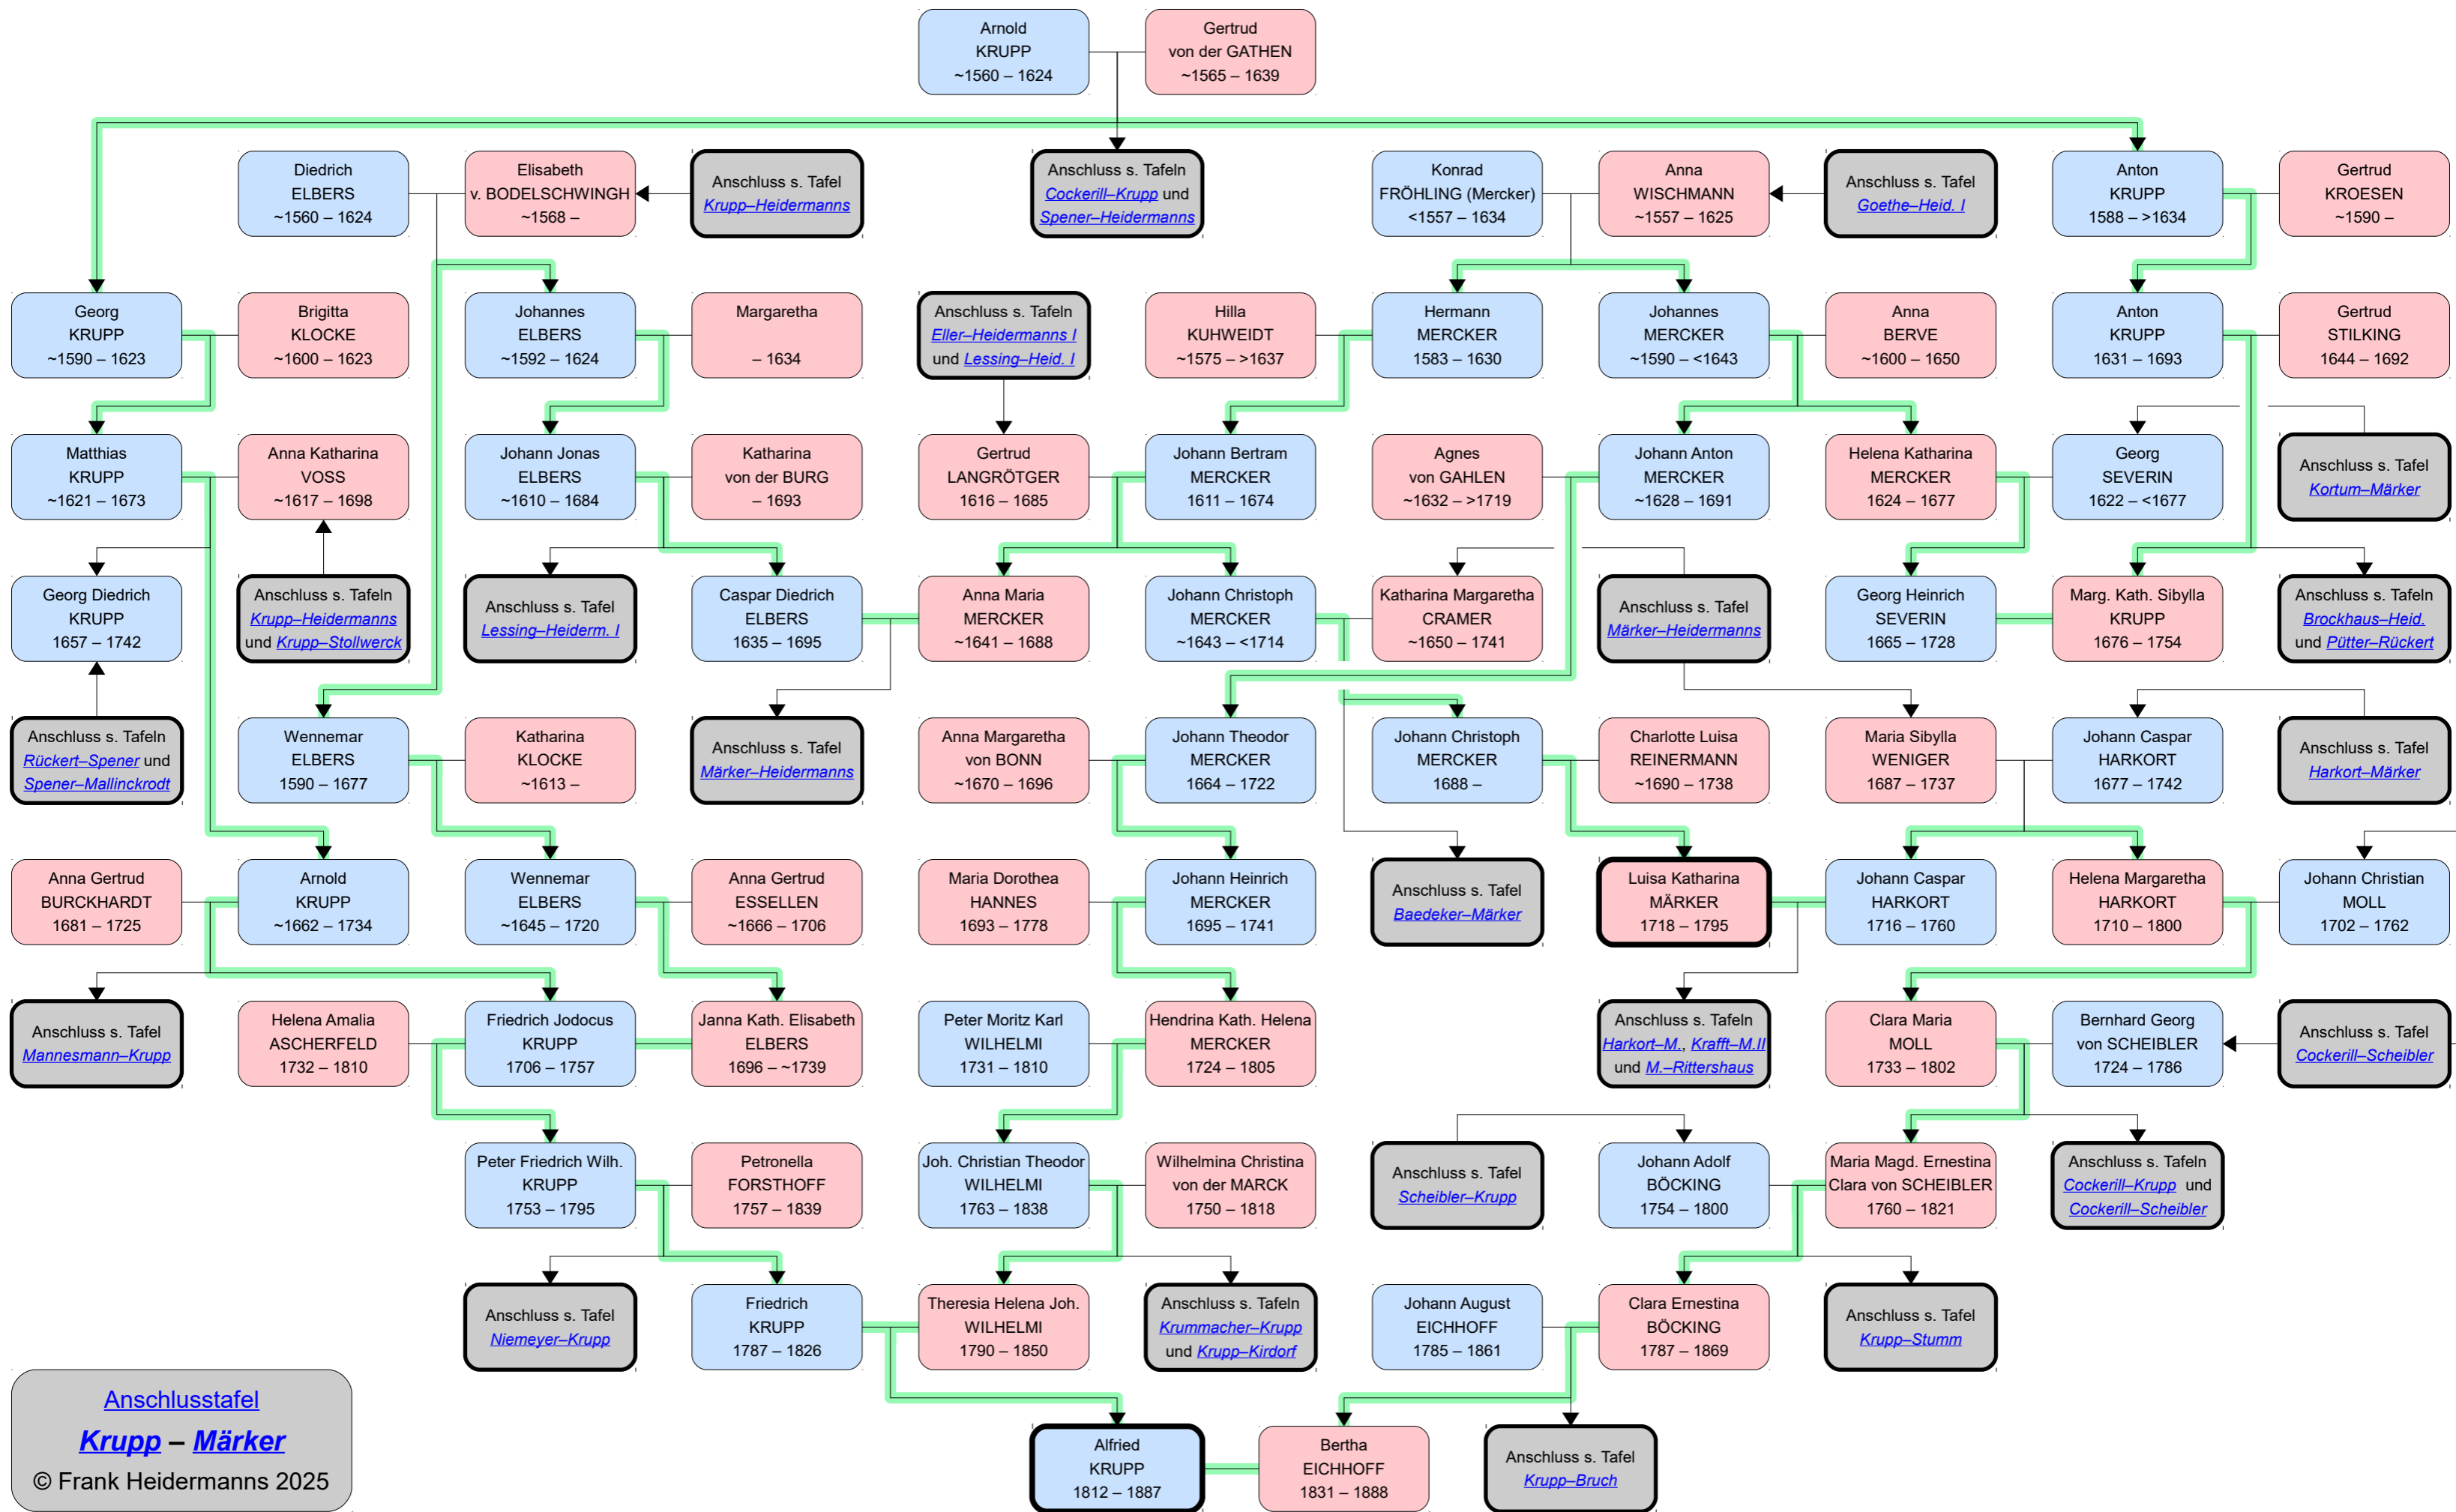 Arnold
KRUPP
~1560 – 1624
Gertrud
von der GATHEN
~1565 – 1639
Diedrich
ELBERS
~1560 – 1624
Elisabeth
v. BODELSCHWINGH
~1568 –
Anschluss s. Tafel
Krupp–Heidermanns
Anschluss s. Tafeln
Cockerill–Krupp und
Spener–Heidermanns
Konrad
FRÖHLING (Mercker)
<1557 – 1634
Anna
WISCHMANN
~1557 – 1625
Anschluss s. Tafel
Goethe–Heid. I
Anton
KRUPP
1588 – >1634
Gertrud
KROESEN
~1590 –
Georg
KRUPP
~1590 – 1623
Brigitta
KLOCKE
~1600 – 1623
Johannes
ELBERS
~1592 – 1624
Margaretha
– 1634
Anschluss s. Tafeln
Eller–Heidermanns I
und Lessing–Heid. I
Hilla
KUHWEIDT
~1575 – >1637
Hermann
MERCKER
1583 – 1630
Johannes
MERCKER
~1590 – <1643
Anna
BERVE
~1600 – 1650
Anton
KRUPP
1631 – 1693
Gertrud
STILKING
1644 – 1692
Matthias
KRUPP
~1621 – 1673
Anna Katharina
VOSS
~1617 – 1698
Johann Jonas
ELBERS
~1610 – 1684
Katharina
von der BURG
– 1693
Gertrud
LANGRÖTGER
1616 – 1685
Johann Bertram
MERCKER
1611 – 1674
Agnes
von GAHLEN
~1632 – >1719
Johann Anton
MERCKER
~1628 – 1691
Helena Katharina
MERCKER
1624 – 1677
Georg
SEVERIN
1622 – <1677
Anschluss s. Tafel
Kortum–Märker
Georg Diedrich
KRUPP
1657 – 1742
Anschluss s. Tafeln
Krupp–Heidermanns
und Krupp–Stollwerck
Anschluss s. Tafel
Lessing–Heiderm. I
Caspar Diedrich
ELBERS
1635 – 1695
Anna Maria
MERCKER
~1641 – 1688
Johann Christoph
MERCKER
~1643 – <1714
Katharina Margaretha
CRAMER
~1650 – 1741
Anschluss s. Tafel
Märker–Heidermanns
Georg Heinrich
SEVERIN
1665 – 1728
Marg. Kath. Sibylla
KRUPP
1676 – 1754
Anschluss s. Tafeln
Brockhaus–Heid.
und Pütter–Rückert
Anschluss s. Tafeln
Rückert–Spener und
Spener–Mallinckrodt
Wennemar
ELBERS
1590 – 1677
Katharina
KLOCKE
~1613 –
Anschluss s. Tafel
Märker–Heidermanns
Anna Margaretha
von BONN
~1670 – 1696
Johann Theodor
MERCKER
1664 – 1722
Johann Christoph
MERCKER
1688 –
Charlotte Luisa
REINERMANN
~1690 – 1738
Maria Sibylla
WENIGER
1687 – 1737
Johann Caspar
HARKORT
1677 – 1742
Anschluss s. Tafel
Harkort–Märker
Anna Gertrud
BURCKHARDT
1681 – 1725
Arnold
KRUPP
~1662 – 1734
Wennemar
ELBERS
~1645 – 1720
Anna Gertrud
ESSELLEN
~1666 – 1706
Maria Dorothea
HANNES
1693 – 1778
Johann Heinrich
MERCKER
1695 – 1741
Anschluss s. Tafel
Baedeker–Märker
Luisa Katharina
MÄRKER
1718 – 1795
Johann Caspar
HARKORT
1716 – 1760
Helena Margaretha
HARKORT
1710 – 1800
Johann Christian
MOLL
1702 – 1762
Anschluss s. Tafel
Mannesmann–Krupp
Helena Amalia
ASCHERFELD
1732 – 1810
Friedrich Jodocus
KRUPP
1706 – 1757
Janna Kath. Elisabeth
ELBERS
1696 – ~1739
Peter Moritz Karl
WILHELMI
1731 – 1810
Hendrina Kath. Helena
MERCKER
1724 – 1805
Anschluss s. Tafeln
Harkort–M., Krafft–M.II
und M.–Rittershaus
Clara Maria
MOLL
1733 – 1802
Bernhard Georg
von SCHEIBLER
1724 – 1786
Anschluss s. Tafel
Cockerill–Scheibler
Peter Friedrich Wilh.
KRUPP
1753 – 1795
Petronella
FORSTHOFF
1757 – 1839
Joh. Christian Theodor
WILHELMI
1763 – 1838
Wilhelmina Christina
von der MARCK
1750 – 1818
Anschluss s. Tafel
Scheibler–Krupp
Johann Adolf
BÖCKING
1754 – 1800
Maria Magd. Ernestina
Clara von SCHEIBLER
1760 – 1821
Anschluss s. Tafeln
Cockerill–Krupp und
Cockerill–Scheibler
Anschluss s. Tafel
Niemeyer–Krupp
Friedrich
KRUPP
1787 – 1826
Theresia Helena Joh.
WILHELMI
1790 – 1850
Anschluss s. Tafeln
Krummacher–Krupp
und Krupp–Kirdorf
Johann August
EICHHOFF
1785 – 1861
Clara Ernestina
BÖCKING
1787 – 1869
Anschluss s. Tafel
Krupp–Stumm
Anschlusstafel
Krupp – Märker
© Frank Heidermanns 2025
Alfried
KRUPP
1812 – 1887
Bertha
EICHHOFF
1831 – 1888
Anschluss s. Tafel
Krupp–Bruch